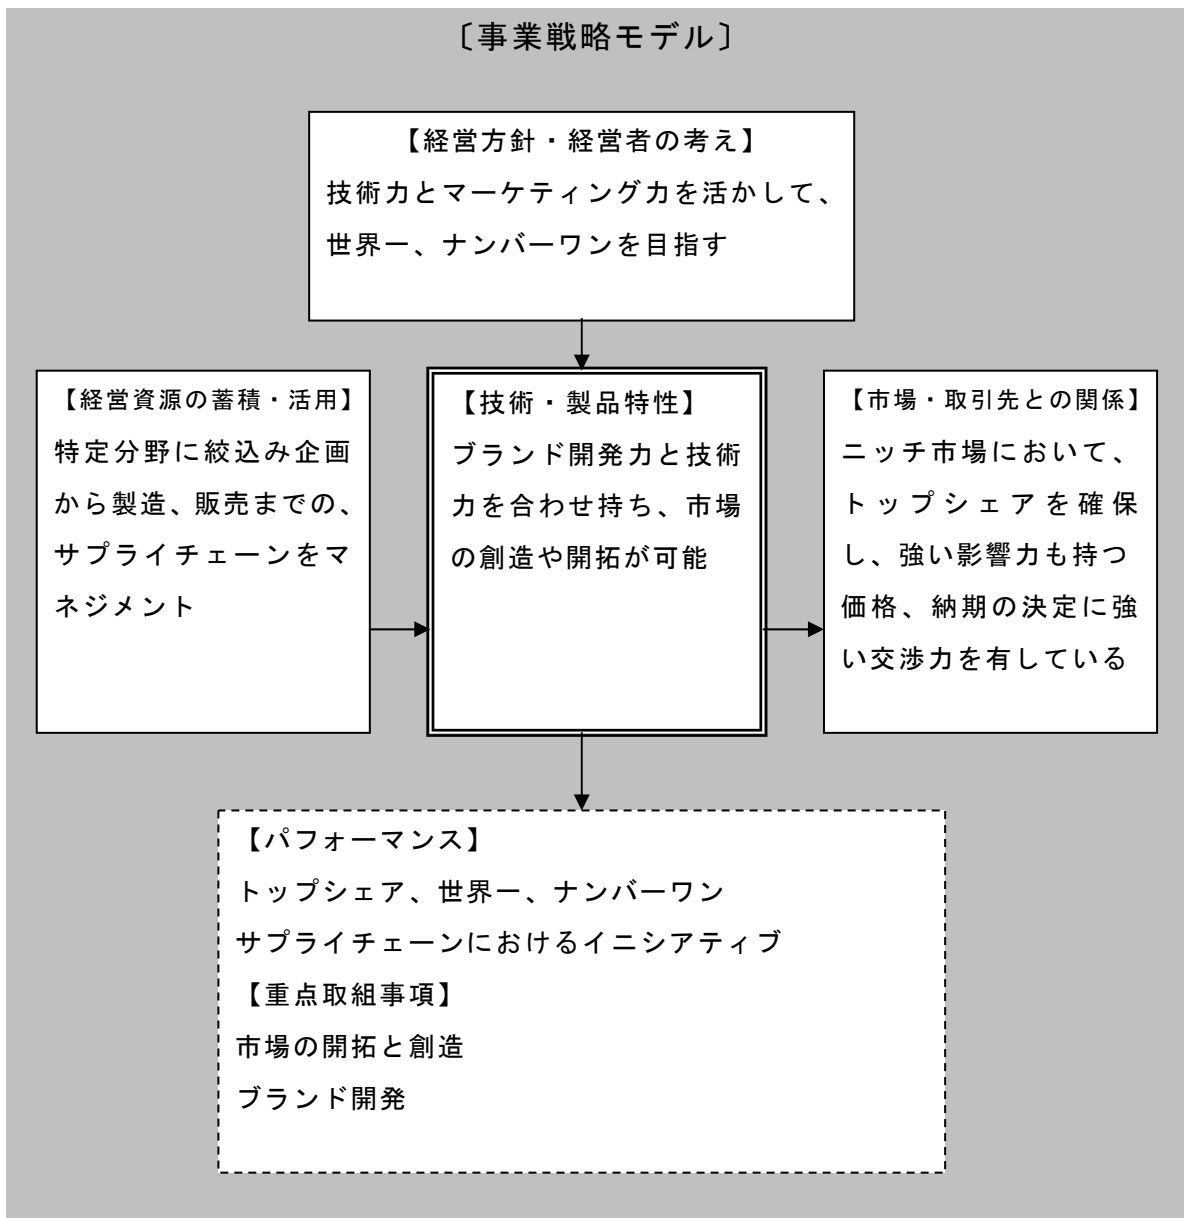 〔事業戦略モデル〕
【経営方針・経営者の考え】
技術力とマーケティング力を活かして、
世界一、ナンバーワンを目指す
【経営資源の蓄積・活用】
特定分野に絞込み企画
から製造、販売までの、
サプライチェーンをマ
ネジメント
【技術・製品特性】
ブランド開発力と技術
力を合わせ持ち、市場
の創造や開拓が可能
【市場・取引先との関係】
ニッチ市場において、
トップシェアを確保
し、強い影響力も持つ
価格、納期の決定に強
い交渉力を有している
【パフォーマンス】
トップシェア、世界一、ナンバーワン
サプライチェーンにおけるイニシアティブ
【重点取組事項】
市場の開拓と創造
ブランド開発